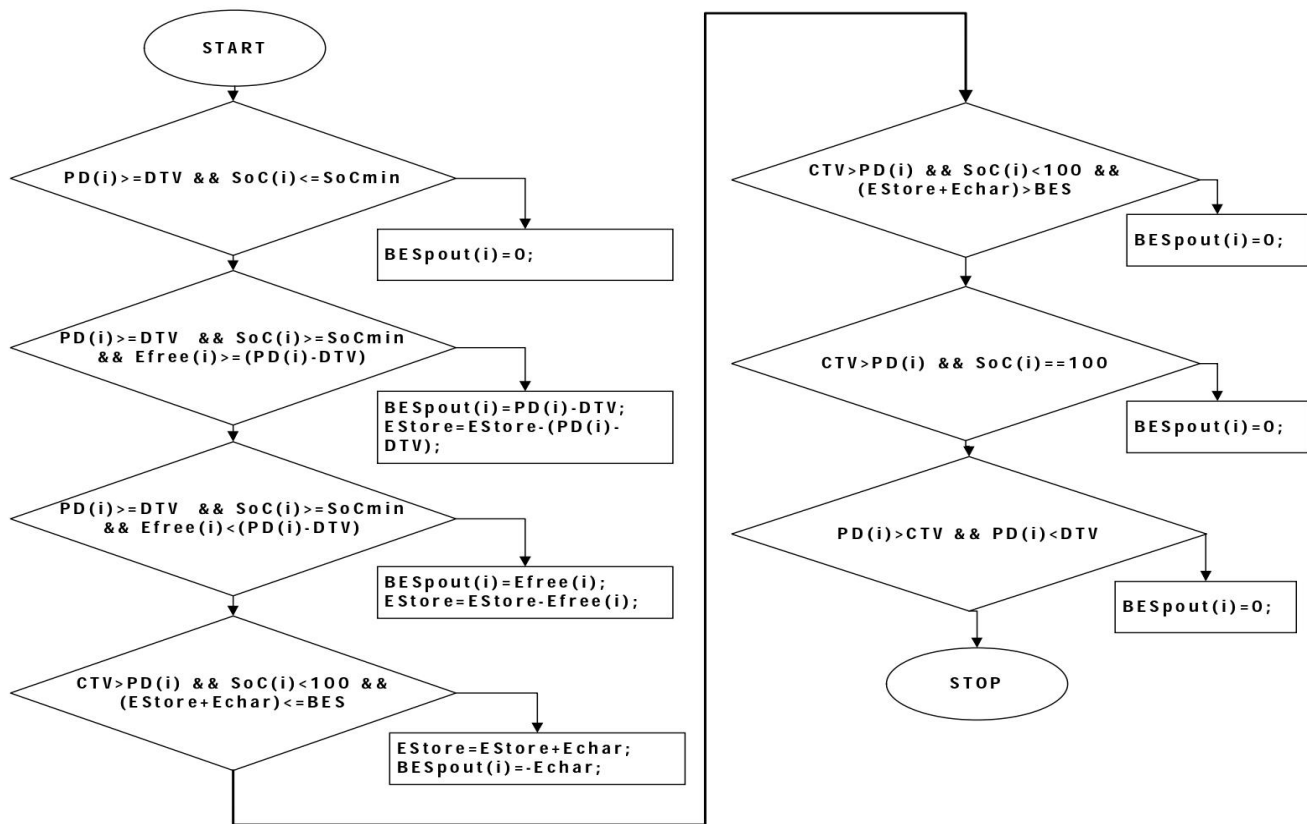 START
PD(i)>=DTV && SoC(i)<=SoCmin
BESpout(i)=0;
PD(i)>=DTV && SoC(i)>=SoCmin
&& Efree(i)>=(PD(i)-DTV)
BESpout(i)=PD(i)-DTV;
EStore=EStore-(PD(i)-
DTV);
PD(i)>=DTV && SoC(i)>=SoCmin
&& Efree(i)<(PD(i)-DTV)
BESpout(i)=Efree(i);
EStore=EStore-Efree(i);
CTV>PD(i) && SoC(i)<100 &&
(EStore+Echar)<=BES
EStore=EStore+Echar;
BESpout(i)=-Echar;
CTV>PD(i) && SoC(i)<100 &&
(EStore+Echar)>BES
BESpout(i)=0;
CTV>PD(i) && SoC(i)==100
BESpout(i)=0;
PD(i)>CTV && PD(i)<DTV
BESpout(i)=0;
STOP